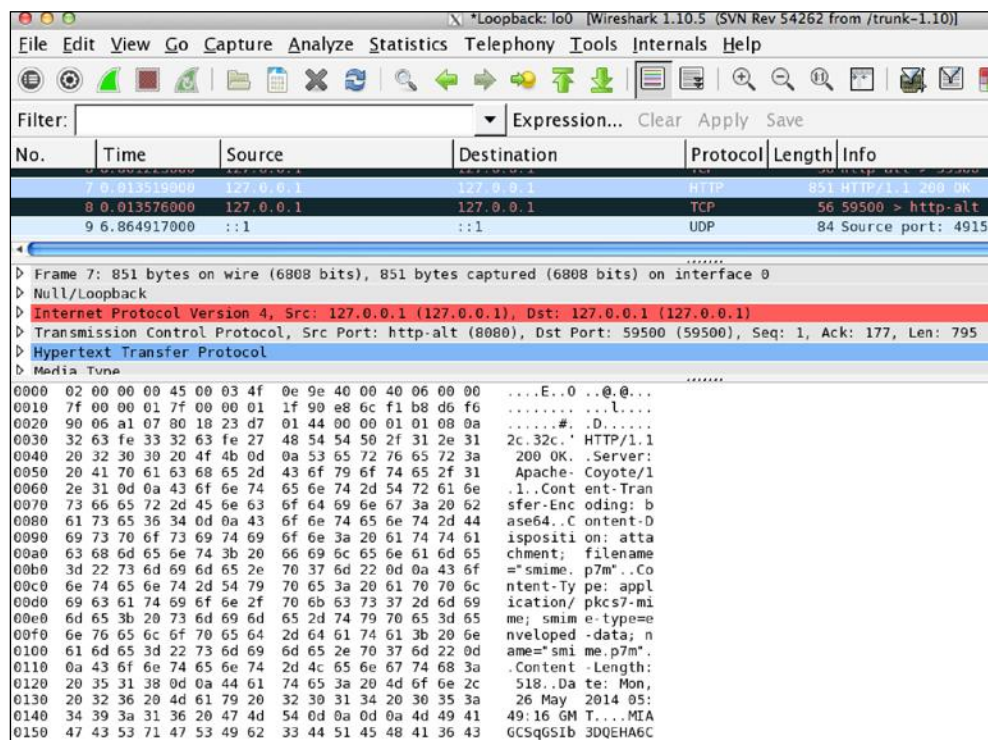 *Loopback: lo0 [Wireshark 1.10.5 (SVN Rev 54262 from /trunk-1.10)]
File Edit View Go Capture Analyze Statistics Telephony Tools Internals Help
Filter: Expression... Clear Apply Save
No. Time Source Destination Protocol Length Info
7 0.013519000 127.0.0.1 127.0.0.1 HTTP 851 HTTP/1.1 200 OK
8 0.013576000 127.0.0.1 127.0.0.1 TCP 56 59500 > http-alt
9 6.864917000 ::1 ::1 UDP 84 Source port: 4915
Frame 7: 851 bytes on wire (6808 bits), 851 bytes captured (6808 bits) on interface 0
Null/Loopback
Internet Protocol Version 4, Src: 127.0.0.1 (127.0.0.1), Dst: 127.0.0.1 (127.0.0.1)
Transmission Control Protocol, Src Port: http-alt (8080), Dst Port: 59500 (59500), Seq: 1, Ack: 177, Len: 795
Hypertext Transfer Protocol
Media Type
0000 02 00 00 00 45 00 03 4f 0e 9e 40 00 40 06 00 00 ....E..O ..@.@...
0010 7f 00 00 01 7f 00 00 01 1f 90 e8 6c f1 b8 d6 f6 ........ ...l....
0020 90 06 a1 07 80 18 23 d7 01 44 00 00 01 01 08 0a ......#. .D......
0030 32 63 fe 33 32 63 fe 27 48 54 54 50 2f 31 2e 31 2c.32c.' HTTP/1.1
0040 20 32 30 30 20 4f 4b 0d 0a 53 65 72 76 65 72 3a 200 OK. .Server:
0050 20 41 70 61 63 68 65 2d 43 6f 79 6f 74 65 2f 31 Apache- Coyote/1
0060 2e 31 0d 0a 43 6f 6e 74 65 6e 74 2d 54 72 61 6e .1..Cont ent-Tran
0070 73 66 65 72 2d 45 6e 63 6f 64 69 6e 67 3a 20 62 sfer-Enc oding: b
0080 61 73 65 36 34 0d 0a 43 6f 6e 74 65 6e 74 2d 44 ase64..C ontent-D
0090 69 73 70 6f 73 69 74 69 6f 6e 3a 20 61 74 74 61 ispositi on: atta
00a0 63 68 6d 65 6e 74 3b 20 66 69 6c 65 6e 61 6d 65 chment; filename
00b0 3d 22 73 6d 69 6d 65 2e 70 37 6d 22 0d 0a 43 6f ="smime. p7m"..Co
00c0 6e 74 65 6e 74 2d 54 79 70 65 3a 20 61 70 70 6c ntent-Ty pe: appl
00d0 69 63 61 74 69 6f 6e 2f 70 6b 63 73 37 2d 6d 69 ication/ pkcs7-mi
00e0 6d 65 3b 20 73 6d 69 6d 65 2d 74 79 70 65 3d 65 me; smim e-type=e
00f0 6e 76 65 6c 6f 70 65 64 2d 64 61 74 61 3b 20 6e nveloped -data; n
0100 61 6d 65 3d 22 73 6d 69 6d 65 2e 70 37 6d 22 0d ame="smi me.p7m".
0110 0a 43 6f 6e 74 65 6e 74 2d 4c 65 6e 67 74 68 3a .Content -Length:
0120 20 35 31 38 0d 0a 44 61 74 65 3a 20 4d 6f 6e 2c 518..Da te: Mon,
0130 20 32 36 20 4d 61 79 20 32 30 31 34 20 30 35 3a 26 May 2014 05:
0140 34 39 3a 31 36 20 47 4d 54 0d 0a 0d 0a 4d 49 41 49:16 GM T....MIA
0150 47 43 53 71 47 53 49 62 33 44 51 45 48 41 36 43 GCSqGSIb 3DQEHA6C